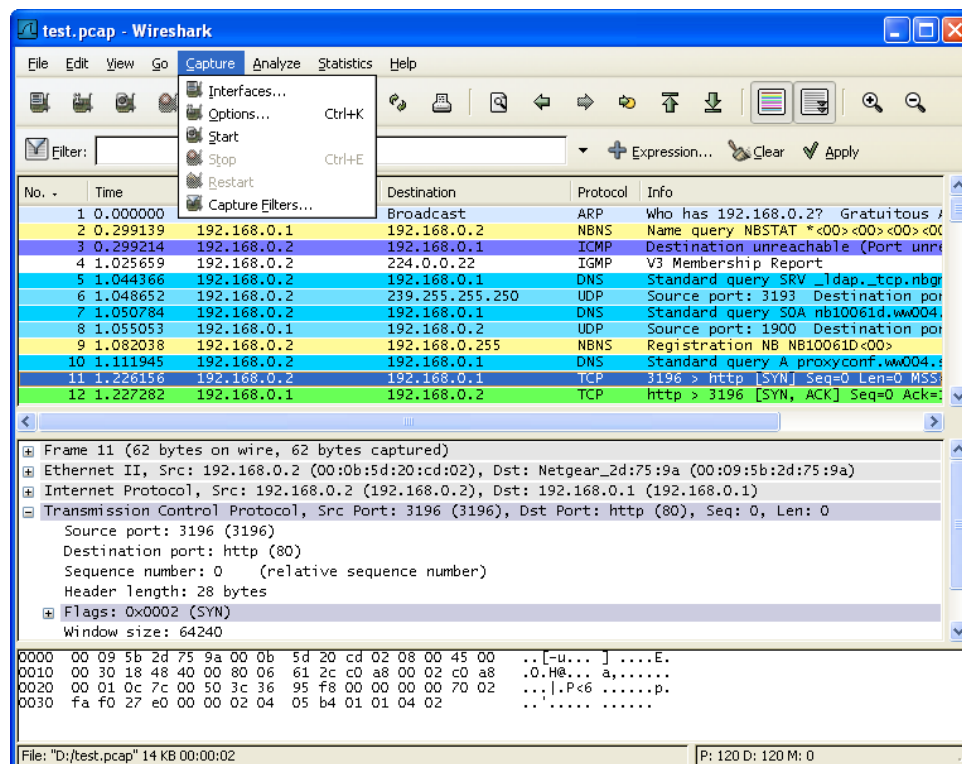 test.pcap - Wireshark
File Edit View Go Capture Analyze Statistics Help
Interfaces...
Options... Ctrl+K
Start
Stop Ctrl+E
Restart
Capture Filters...
Filter: Expression... Clear Apply
No. Time Destination Protocol Info
1 0.000000 Broadcast ARP Who has 192.168.0.2? Gratuitous
2 0.299139 192.168.0.1 192.168.0.2 NBNS Name query NBSTAT *<00><00><00><00
3 0.299214 192.168.0.2 192.168.0.1 ICMP Destination unreachable (Port unre
4 1.025659 192.168.0.2 224.0.0.22 IGMP V3 Membership Report
5 1.044366 192.168.0.2 192.168.0.1 DNS Standard query SRV _ldap._tcp.nbgr
6 1.048652 192.168.0.2 239.255.255.250 UDP Source port: 3193 Destination por
7 1.050784 192.168.0.2 192.168.0.1 DNS Standard query SOA nb10061d.ww004.
8 1.055053 192.168.0.1 192.168.0.2 UDP Source port: 1900 Destination por
9 1.082038 192.168.0.2 192.168.0.255 NBNS Registration NB NB10061D<00>
10 1.111945 192.168.0.2 192.168.0.1 DNS Standard query A proxyconf.ww004.s
11 1.226156 192.168.0.2 192.168.0.1 TCP 3196 > http [SYN] Seq=0 Len=0 MSS
12 1.227282 192.168.0.1 192.168.0.2 TCP http > 3196 [SYN, ACK] Seq=0 Ack=
Frame 11 (62 bytes on wire, 62 bytes captured)
Ethernet II, Src: 192.168.0.2 (00:0b:5d:20:cd:02), Dst: Netgear_2d:75:9a (00:09:5b:2d:75:9a)
Internet Protocol, Src: 192.168.0.2 (192.168.0.2), Dst: 192.168.0.1 (192.168.0.1)
Transmission Control Protocol, Src Port: 3196 (3196), Dst Port: http (80), Seq: 0, Len: 0
Source port: 3196 (3196)
Destination port: http (80)
Sequence number: 0 (relative sequence number)
Header length: 28 bytes
Flags: 0x0002 (SYN)
Window size: 64240
0000 00 09 5b 2d 75 9a 00 0b 5d 20 cd 02 08 00 45 00 ..[-u... ] ....E.
0010 00 30 18 48 40 00 80 06 61 2c c0 a8 00 02 c0 a8 .0.H@... a,......
0020 00 01 0c 7c 00 50 3c 36 95 f8 00 00 00 00 70 02 ...|.P<6 ......p.
0030 fa f0 27 e0 00 00 02 04 05 b4 01 01 04 02 ..'..... ......
File: "D:/test.pcap" 14 KB 00:00:02 P: 120 D: 120 M: 0